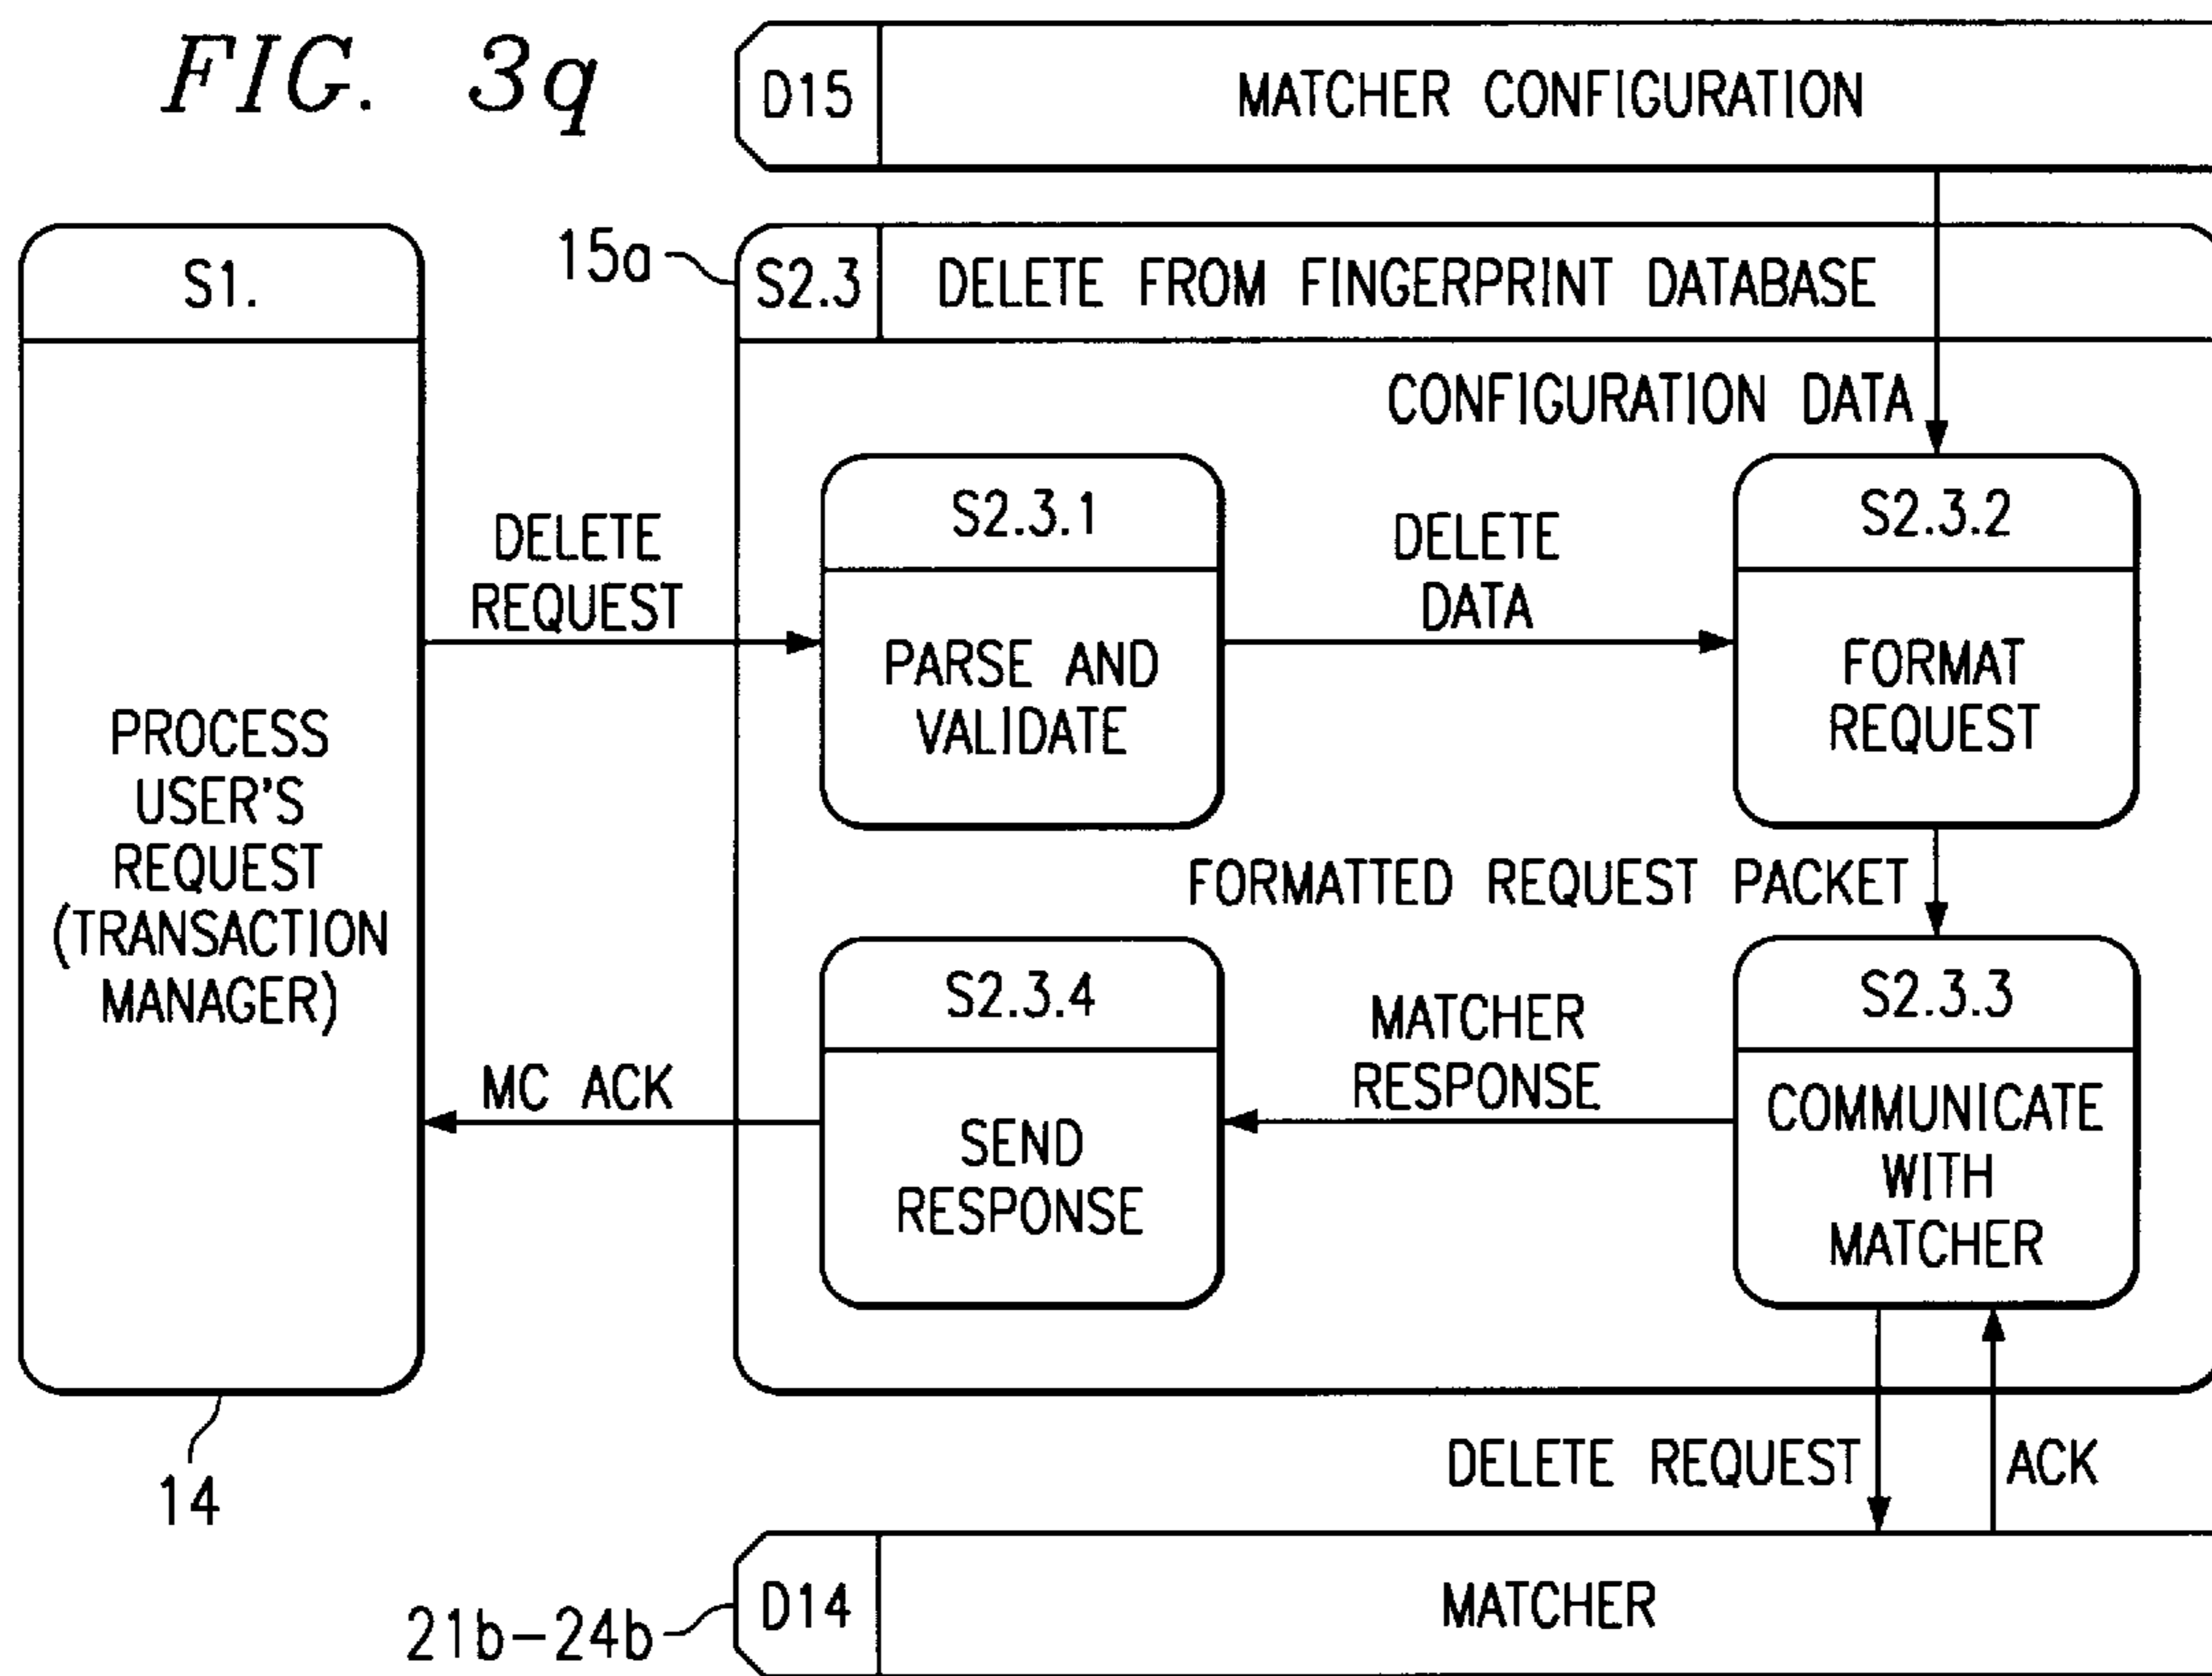 FIG. 3q
D15
MATCHER CONFIGURATION
15a
S1.
S2.3
DELETE FROM FINGERPRINT DATABASE
CONFIGURATION DATA
DELETE
REQUEST
S2.3.1
PARSE AND
VALIDATE
DELETE
DATA
S2.3.2
FORMAT
REQUEST
PROCESS
USER'S
REQUEST
(TRANSACTION
MANAGER)
FORMATTED REQUEST PACKET
MC ACK
S2.3.4
SEND
RESPONSE
MATCHER
RESPONSE
S2.3.3
COMMUNICATE
WITH
MATCHER
14
DELETE REQUEST
ACK
21b-24b
D14
MATCHER